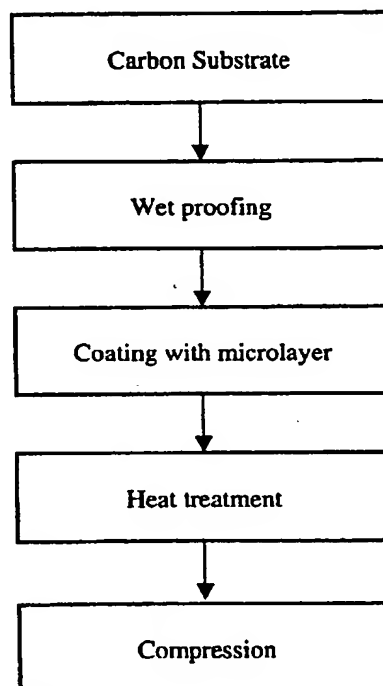 Carbon Substrate
Wet proofing
Coating with microlayer
Heat treatment
Compression